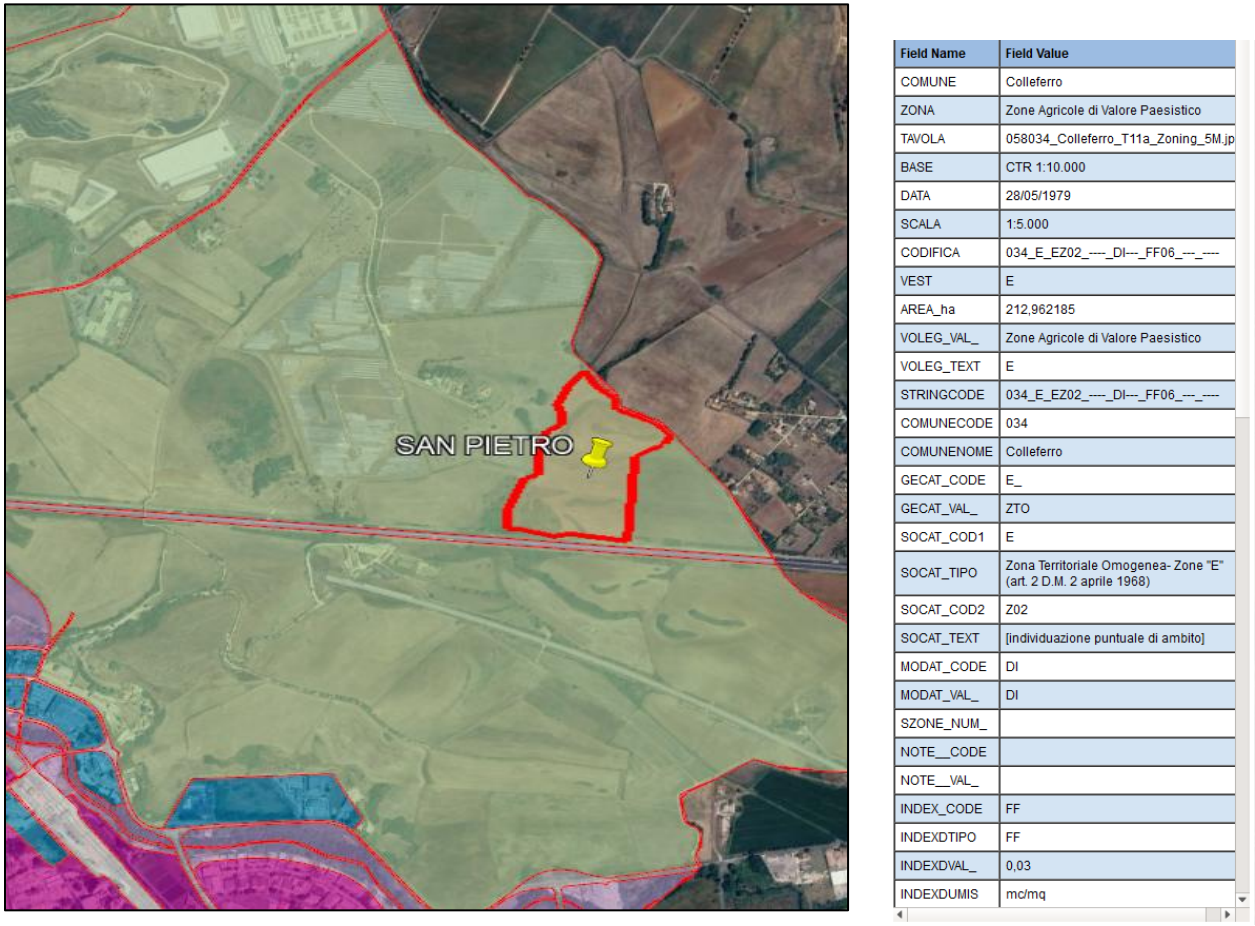 SAN PIETRO
Field Name Field Value
COMUNE Colleferro
ZONA Zone Agricole di Valore Paesistico
TAVOLA 058034_Colleferro_T11a_Zoning_5M.jp
BASE CTR 1:10.000
DATA 28/05/1979
SCALA 1:5.000
CODIFICA 034_E_EZ02_----_DI---_FF06_---_----
VEST E
AREA_ha 212,962185
VOLEG_VAL_ Zone Agricole di Valore Paesistico
VOLEG_TEXT E
STRINGCODE 034_E_EZ02_----_DI---_FF06_---_----
COMUNECODE 034
COMUNENOME Colleferro
GECAT_CODE E_
GECAT_VAL_ ZTO
SOCAT_COD1 E
SOCAT_TIPO Zona Territoriale Omogenea- Zone "E"
(art. 2 D.M. 2 aprile 1968)
SOCAT_COD2 Z02
SOCAT_TEXT [individuazione puntuale di ambito]
MODAT_CODE DI
MODAT_VAL_ DI
SZONE_NUM_
NOTE__CODE
NOTE__VAL_
INDEX_CODE FF
INDEXDTIPO FF
INDEXDVAL_ 0,03
INDEXDUMIS mc/mq